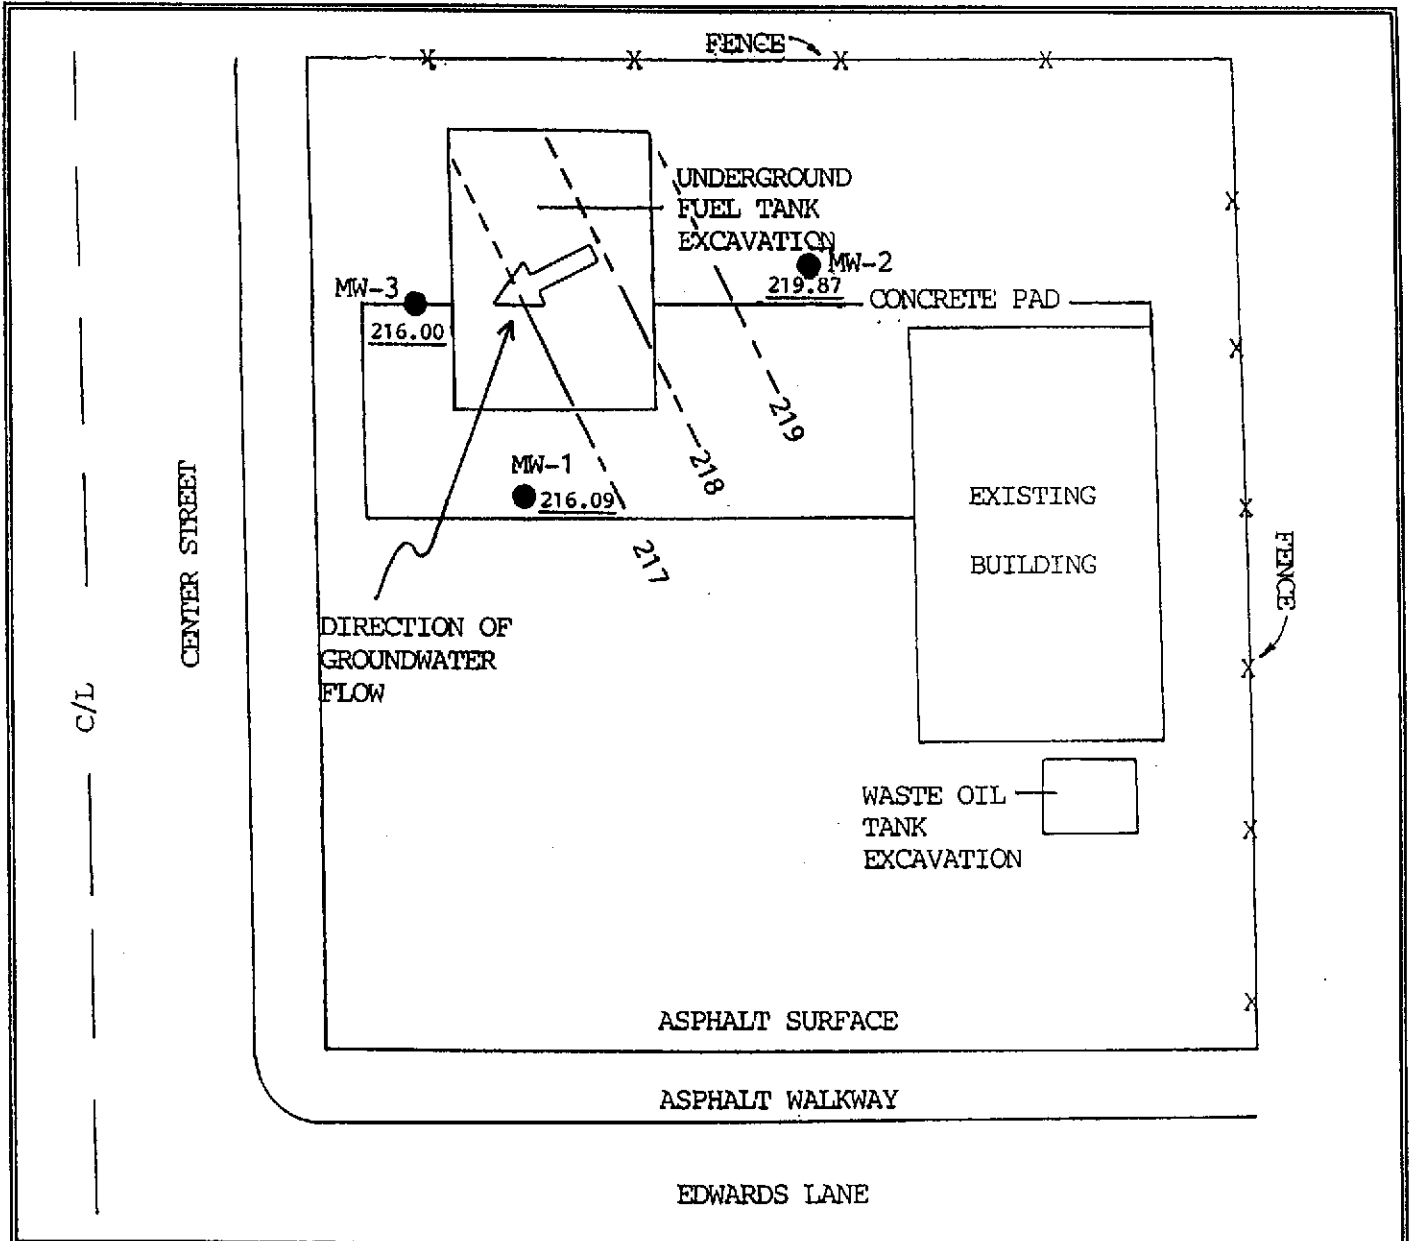 FENCE
UNDERGROUND
FUEL TANK
EXCAVATION
MW-3
216.00
MW-2
219.87
CONCRETE PAD
219
218
217
MW-1
216.09
EXISTING
BUILDING
CENTER STREET
C/L
FENCE
DIRECTION OF
GROUNDWATER
FLOW
WASTE OIL
TANK
EXCAVATION
ASPHALT SURFACE
ASPHALT WALKWAY
EDWARDS LANE